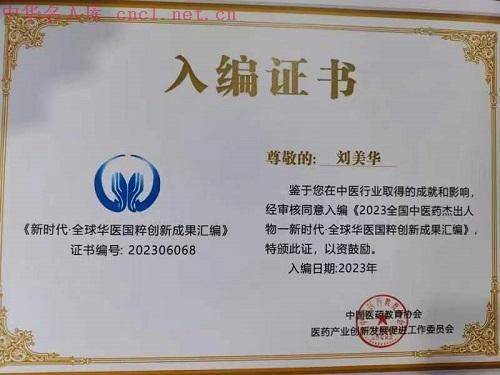 中华名人库 cncl.net.cn
入编证书
尊敬的: 刘美华
鉴于您在中医行业取得的成就和影响,
经审核同意入编《2023全国中医药杰出人
物一新时代·全球华医国粹创新成果汇编》,
特颁此证,以资鼓励。
入编日期:2023年
《新时代·全球华医国粹创新成果汇编》
证书编号: 202306068
中国医药教育协会
医药产业创新发展促进工作委员会